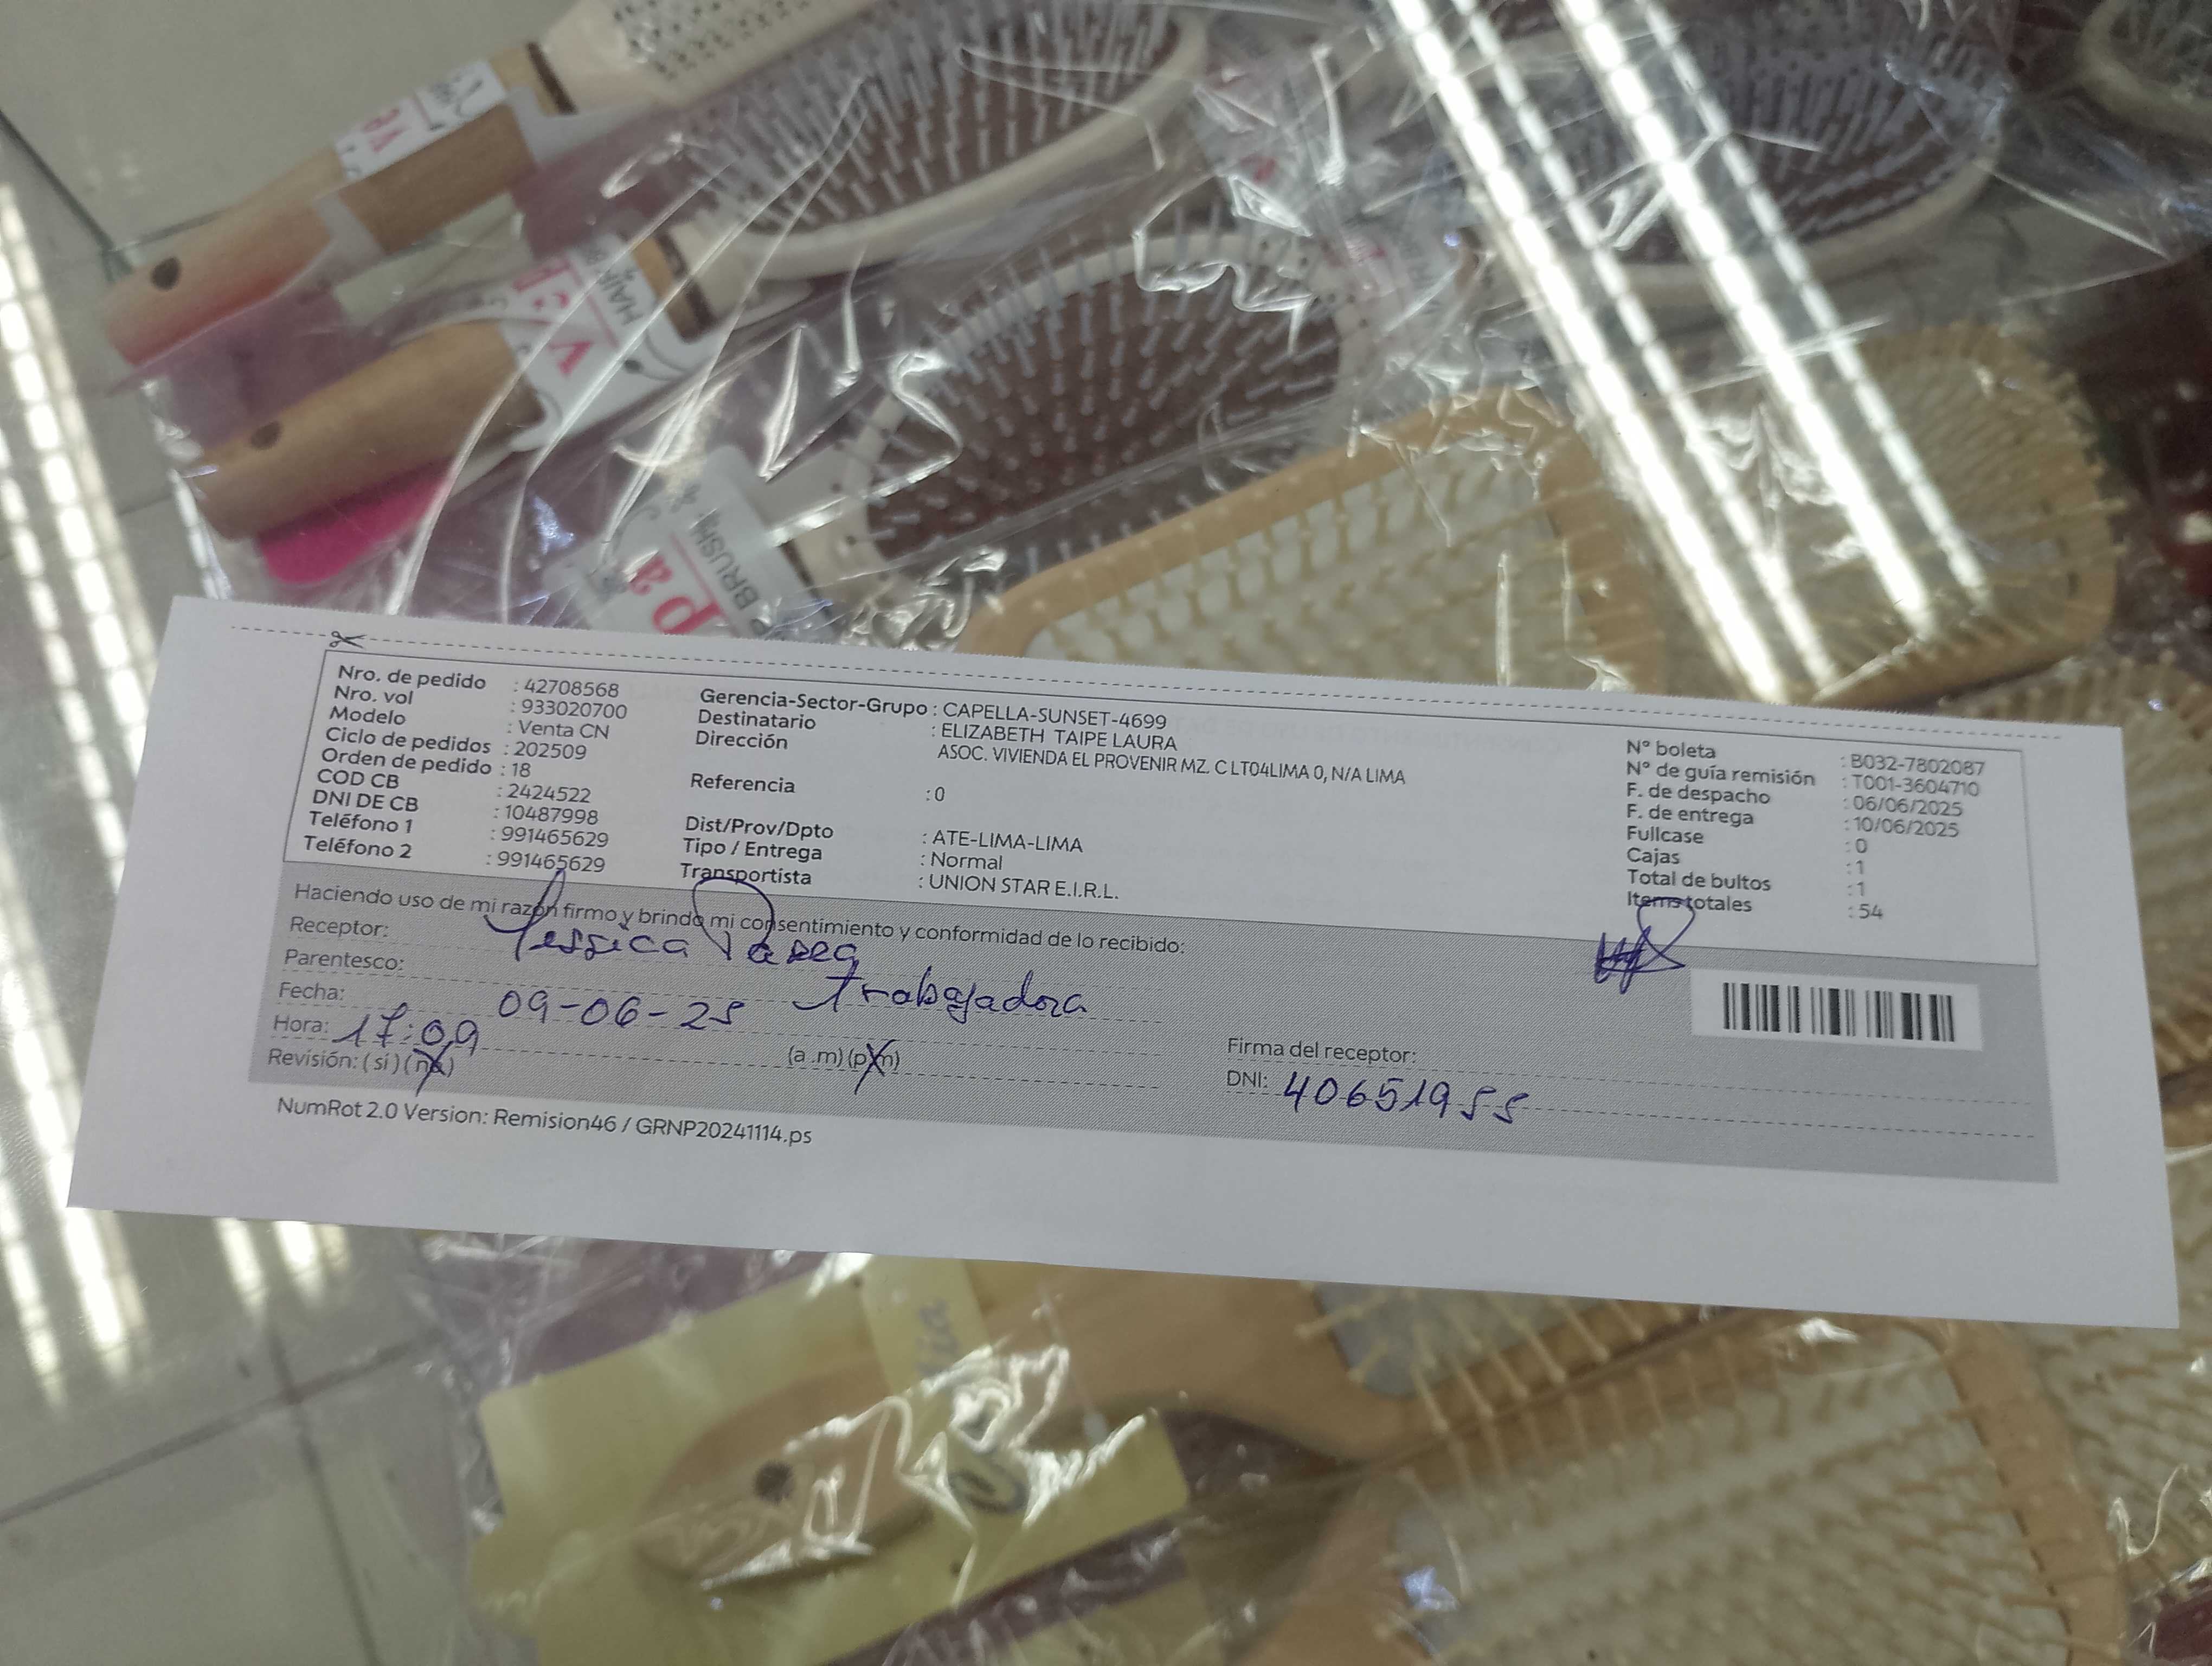 Nro. de pedido : 42708568
Nro. vol : 933020700
Modelo : Venta CN
Ciclo de pedidos : 202509
Orden de pedido : 18
COD CB : 2424522
DNI DE CB : 10487998
Teléfono 1 : 991465629
Teléfono 2 : 991465629
Gerencia-Sector-Grupo : CAPELLA-SUNSET-4699
Destinatario : ELIZABETH TAIPE LAURA
Dirección ASOC. VIVIENDA EL PROVENIR MZ. C LT04LIMA 0, N/A LIMA
Referencia : 0
Dist/Prov/Dpto : ATE-LIMA-LIMA
Tipo / Entrega : Normal
Transportista : UNION STAR E.I.R.L.
N° boleta : B032-7802087
N° de guía remisión : T001-3604710
F. de despacho : 06/06/2025
F. de entrega : 10/06/2025
Fullcase : 0
Cajas : 1
Total de bultos : 1
Items totales : 54
Haciendo uso de mi razón firmo y brindo mi consentimiento y conformidad de lo recibido:
Receptor: Yessica
Parentesco: Trabajadora
Fecha: 09-06-25
Hora: 17:09 (a.m) (p.m)
Revisión: (si) (no)
Firma del receptor:
DNI: 40651955
NumRot 2.0 Version: Remision46 / GRNP20241114.ps
BRUSH
pa